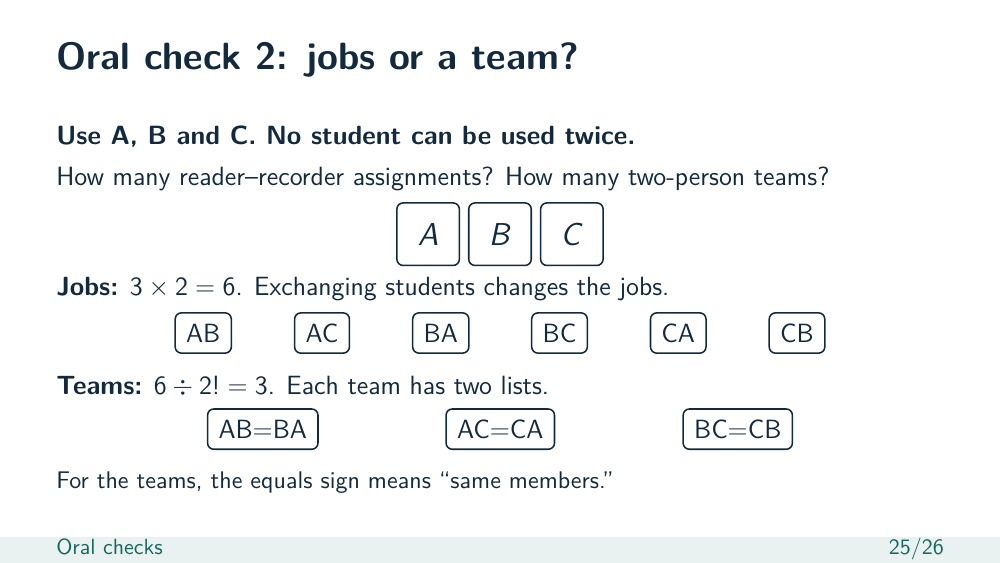 Oral check 2: jobs or a team?
Use A, B and C. No student can be used twice.
How many reader–recorder assignments? How many two-person teams?
A B C
Jobs: 3 × 2 = 6. Exchanging students changes the jobs.
AB AC BA BC CA CB
Teams: 6 ÷ 2! = 3. Each team has two lists.
AB=BA AC=CA BC=CB
For the teams, the equals sign means “same members.”
Oral checks 25/26